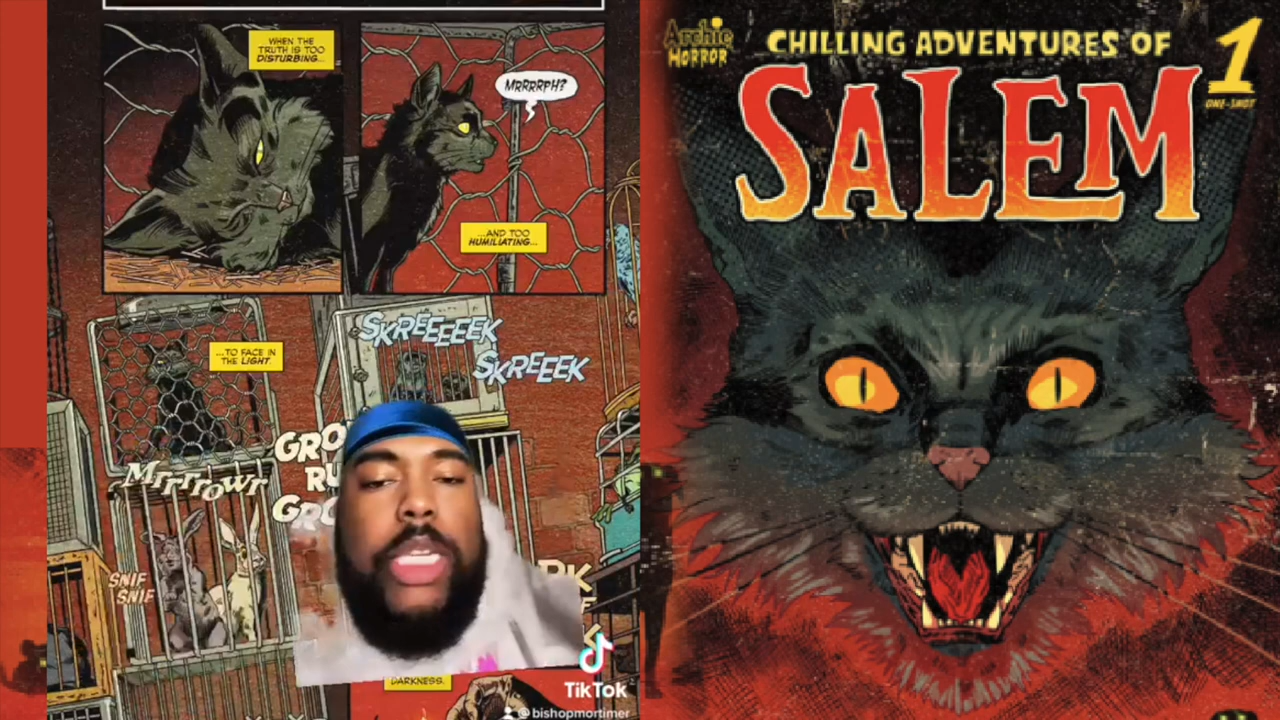 WHEN THE
TRUTH IS TOO
DISTURBING...
MRRRRPH?
...AND TOO
HUMILIATING...
SKREEEEEK
SKREEEK
...TO FACE IN
THE LIGHT.
Mrrrrowr
SNIF
SNIF
DARKNESS.
TikTok
@bishopmortimer
Archie
HORROR
CHILLING ADVENTURES OF
SALEM
1
ONE-SHOT